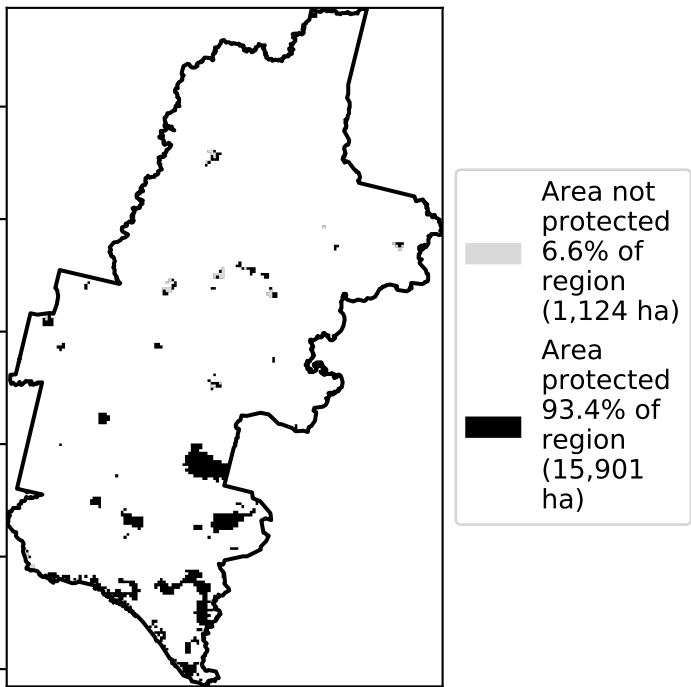 Area not
protected
6.6% of
region
(1,124 ha)
Area
protected
93.4% of
region
(15,901
ha)